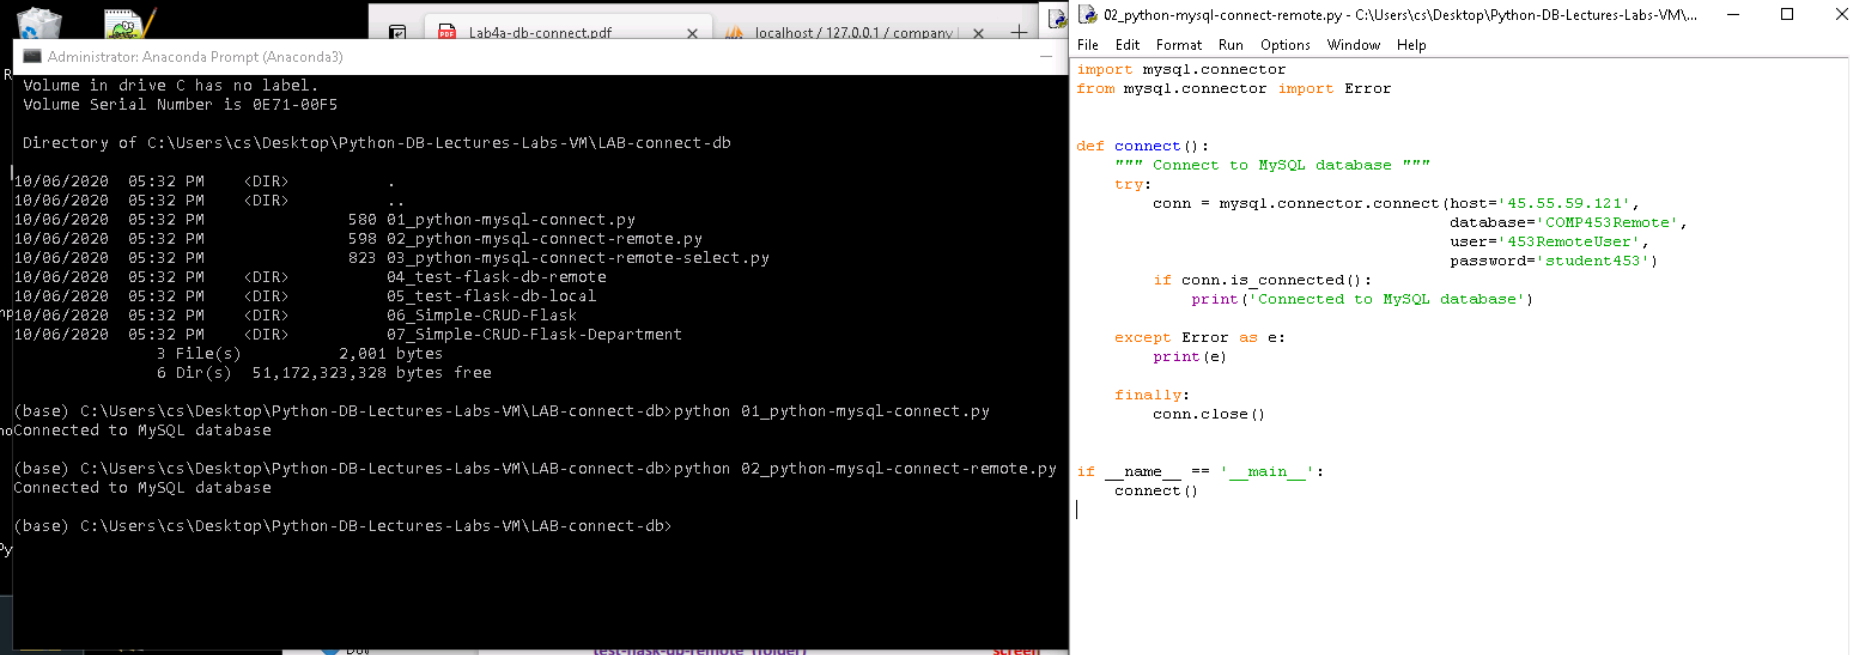 Lab4a-db-connect.pdf
localhost / 127.0.0.1 / company
Administrator: Anaconda Prompt (Anaconda3)
Volume in drive C has no label.
Volume Serial Number is 0E71-00F5
Directory of C:\Users\cs\Desktop\Python-DB-Lectures-Labs-VM\LAB-connect-db
10/06/2020  05:32 PM    <DIR>          .
10/06/2020  05:32 PM    <DIR>          ..
10/06/2020  05:32 PM               580 01_python-mysql-connect.py
10/06/2020  05:32 PM               598 02_python-mysql-connect-remote.py
10/06/2020  05:32 PM               823 03_python-mysql-connect-remote-select.py
10/06/2020  05:32 PM    <DIR>          04_test-flask-db-remote
10/06/2020  05:32 PM    <DIR>          05_test-flask-db-local
10/06/2020  05:32 PM    <DIR>          06_Simple-CRUD-Flask
10/06/2020  05:32 PM    <DIR>          07_Simple-CRUD-Flask-Department
3 File(s)          2,001 bytes
6 Dir(s)  51,172,323,328 bytes free
(base) C:\Users\cs\Desktop\Python-DB-Lectures-Labs-VM\LAB-connect-db>python 01_python-mysql-connect.py
Connected to MySQL database
(base) C:\Users\cs\Desktop\Python-DB-Lectures-Labs-VM\LAB-connect-db>python 02_python-mysql-connect-remote.py
Connected to MySQL database
(base) C:\Users\cs\Desktop\Python-DB-Lectures-Labs-VM\LAB-connect-db>
test-flask-db-remote (folder)
screen
02_python-mysql-connect-remote.py - C:\Users\cs\Desktop\Python-DB-Lectures-Labs-VM\...
File Edit Format Run Options Window Help
import mysql.connector
from mysql.connector import Error
def connect():
    """ Connect to MySQL database """
    try:
        conn = mysql.connector.connect(host='45.55.59.121',
                                       database='COMP453Remote',
                                       user='453RemoteUser',
                                       password='student453')
        if conn.is_connected():
            print('Connected to MySQL database')
    except Error as e:
        print(e)
    finally:
        conn.close()
if __name__ == '__main__':
    connect()